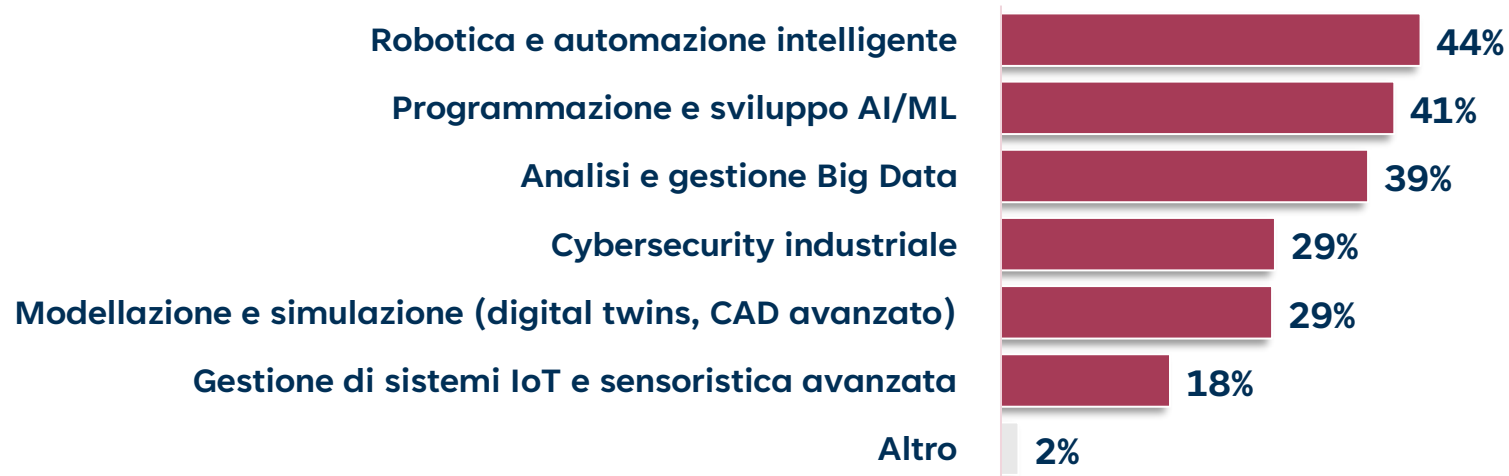 Robotica e automazione intelligente 44%
Programmazione e sviluppo AI/ML 41%
Analisi e gestione Big Data 39%
Cybersecurity industriale 29%
Modellazione e simulazione (digital twins, CAD avanzato) 29%
Gestione di sistemi IoT e sensoristica avanzata 18%
Altro 2%